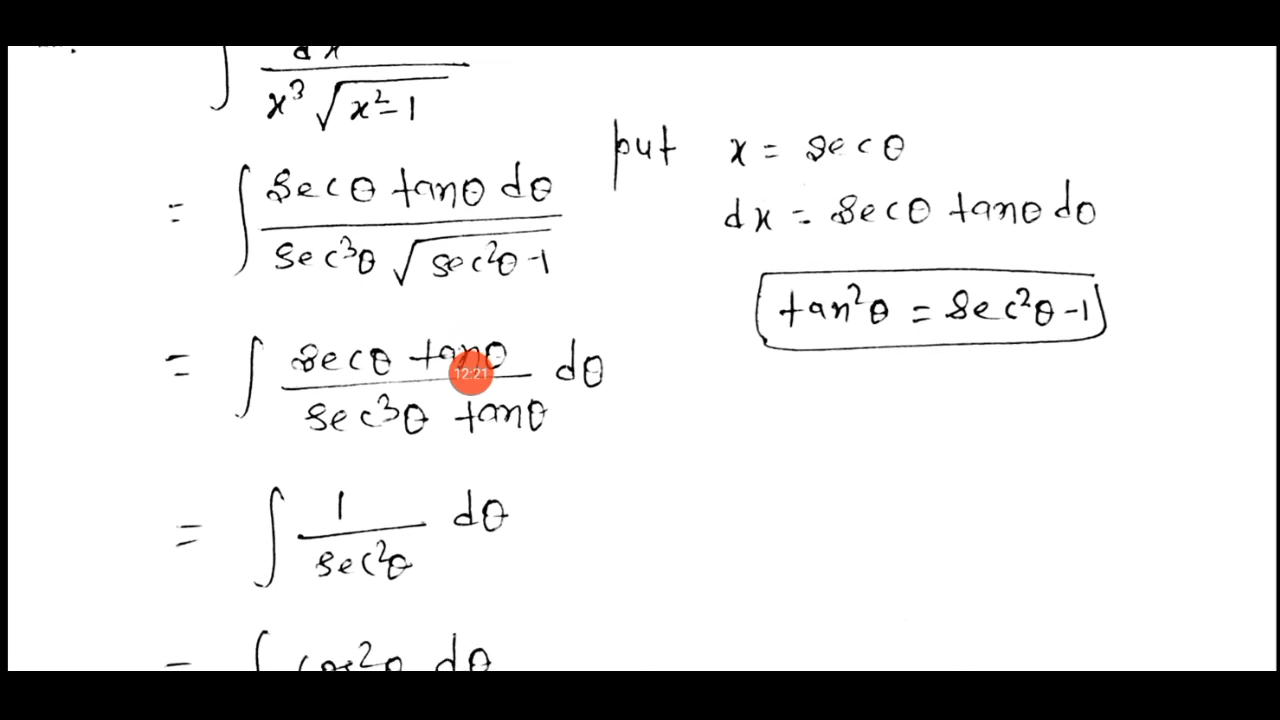 ∫ dx / x³ √(x²-1)
put x = secθ
= ∫ secθ tanθ dθ / sec³θ √(sec²θ-1)
dx = secθ tanθ dθ
tan²θ = sec²θ-1
= ∫ secθ tanθ / sec³θ tanθ dθ
12:21
= ∫ 1 / sec²θ dθ
= ∫ cos²θ dθ